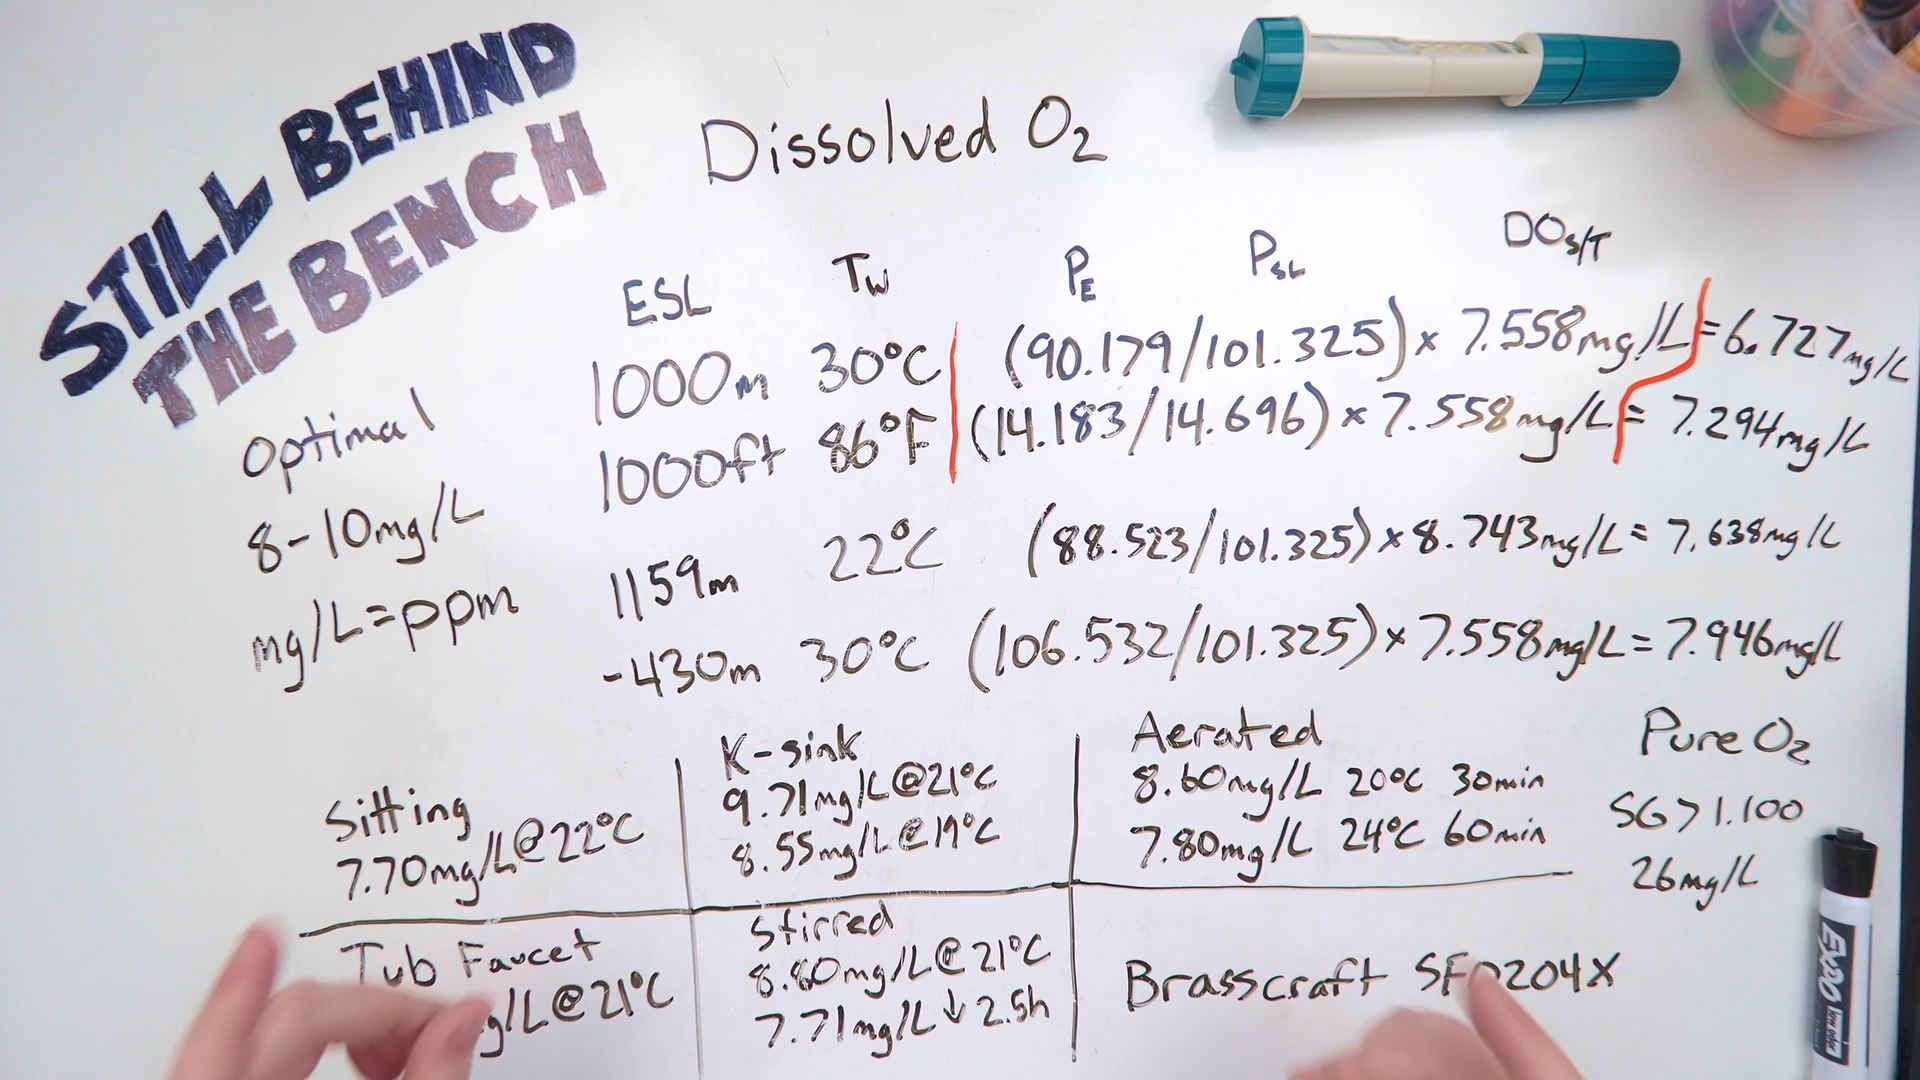 STILL BEHIND
THE BENCH
Dissolved O₂
ESL Tw PE PSL DOS/T
1000m 30°C (90.179/101.325) × 7.558mg/L = 6.727mg/L
1000ft 86°F (14.183/14.696) × 7.558mg/L = 7.294mg/L
1159m 22°C (88.523/101.325) × 8.743mg/L = 7.638mg/L
-430m 30°C (106.532/101.325) × 7.558mg/L = 7.946mg/L
Optimal
8-10mg/L
mg/L=ppm
Sitting
7.70mg/L@22°C
K-sink
9.71mg/L@21°C
8.55mg/L@19°C
Aerated
8.60mg/L 20°C 30min
7.80mg/L 24°C 60min
Pure O₂
SG>1.100
26mg/L
Tub Faucet
g/L@21°C
Stirred
8.80mg/L@21°C
7.71mg/L↓2.5h
Brasscraft 204X
EXPO
low odor